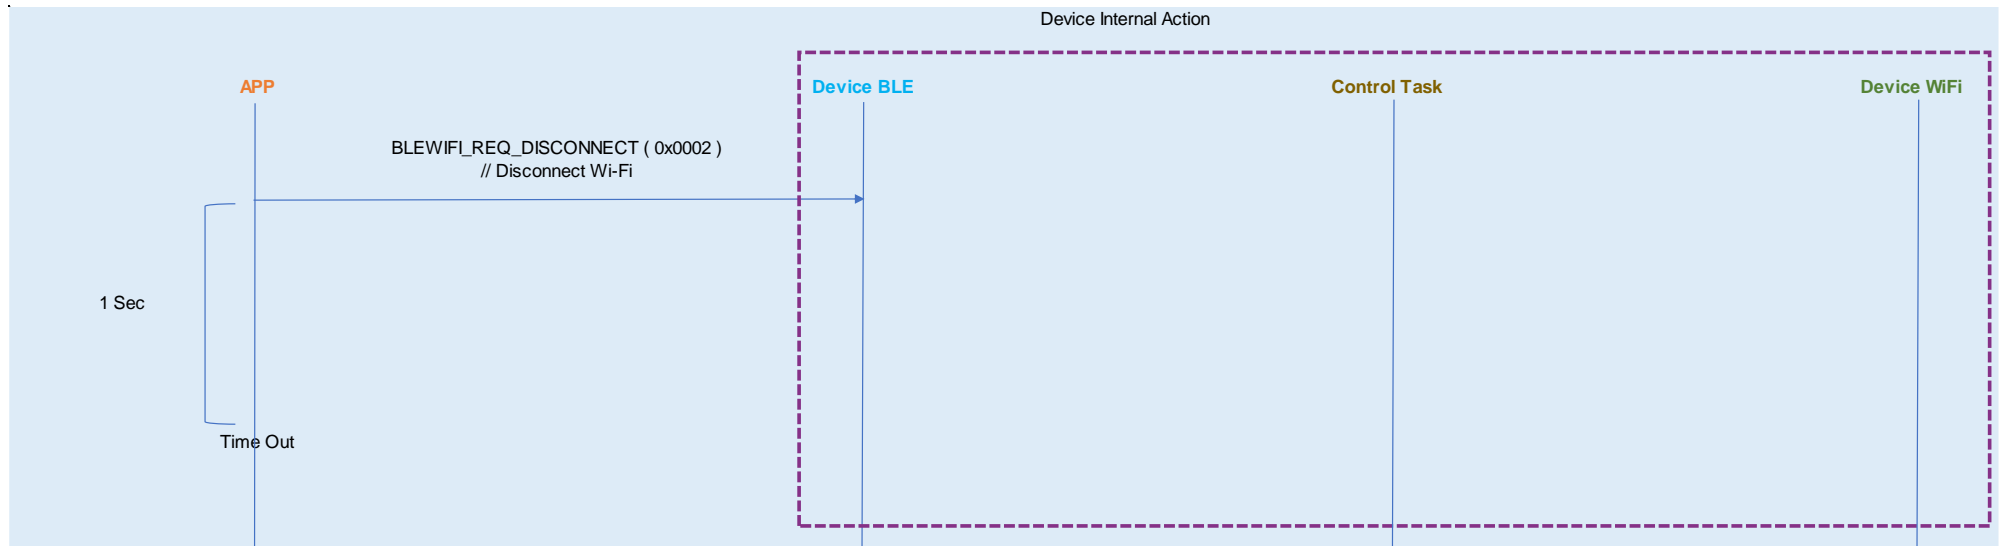 Device Internal Action
APP
Device BLE
Control Task
Device WiFi
BLEWIFI_REQ_DISCONNECT ( 0x0002 )
// Disconnect Wi-Fi
1 Sec
Time Out